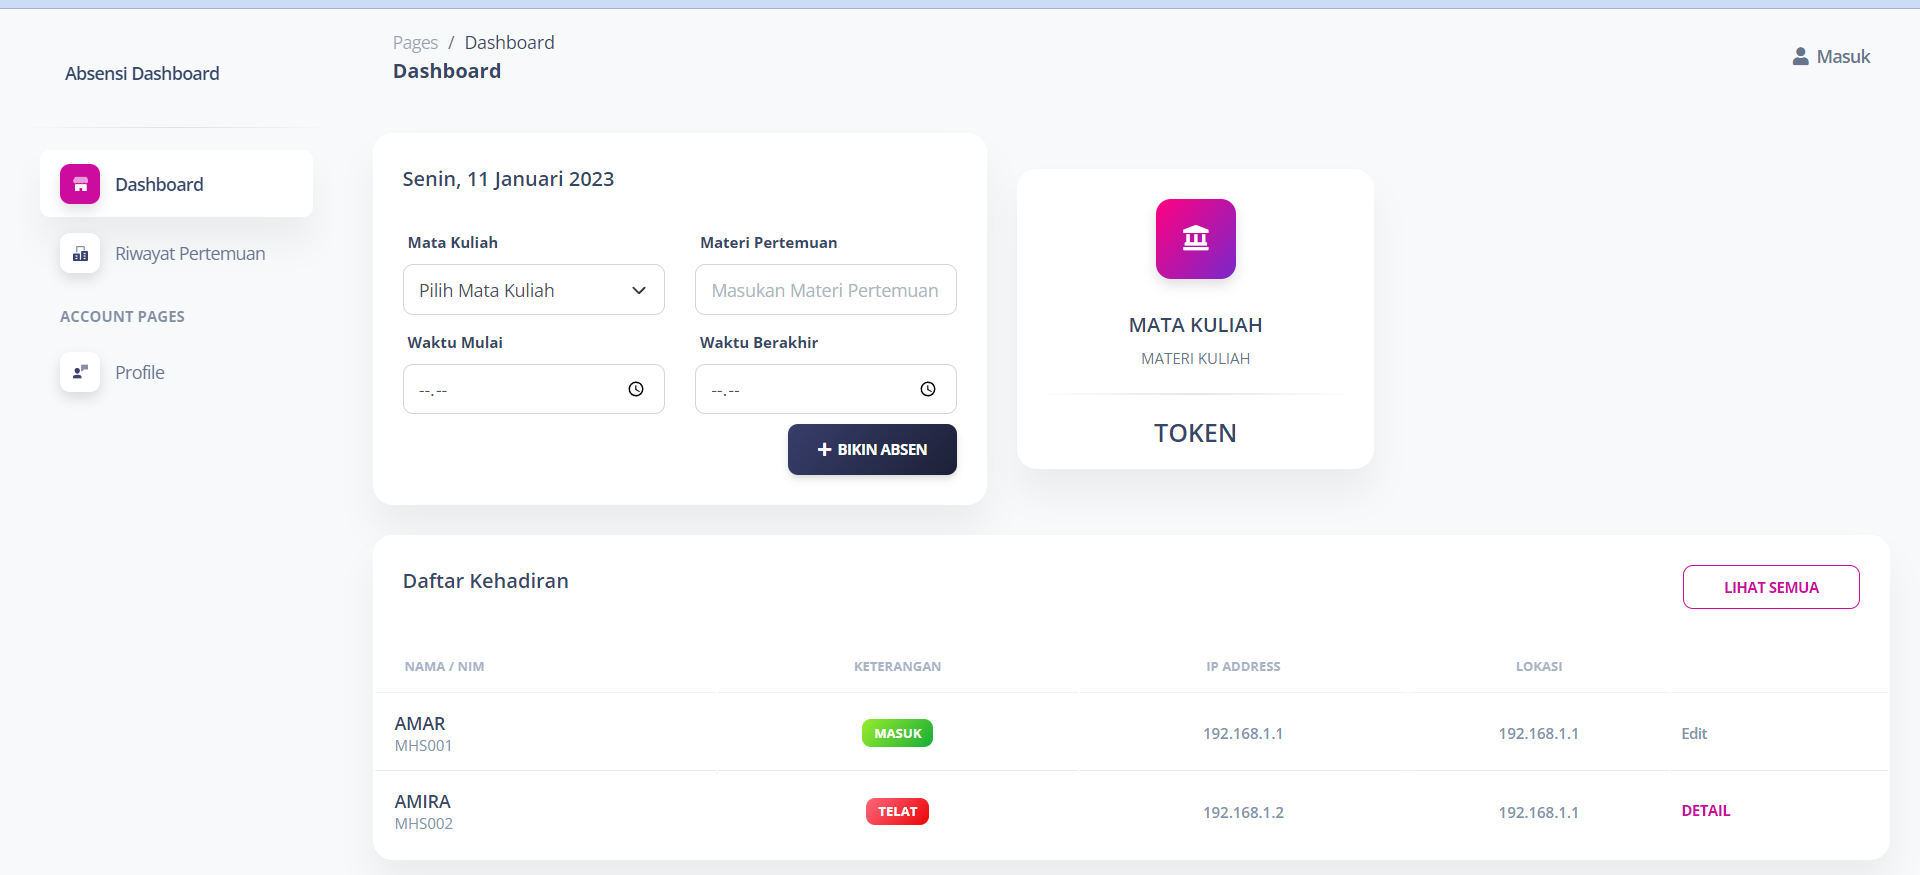 Absensi Dashboard
Dashboard
Riwayat Pertemuan
ACCOUNT PAGES
Profile
Pages / Dashboard
Dashboard
Masuk
Senin, 11 Januari 2023
Mata Kuliah
Materi Pertemuan
Pilih Mata Kuliah
Masukan Materi Pertemuan
Waktu Mulai
Waktu Berakhir
--.--
--.--
+ BIKIN ABSEN
MATA KULIAH
MATERI KULIAH
TOKEN
Daftar Kehadiran
LIHAT SEMUA
NAMA / NIM KETERANGAN IP ADDRESS LOKASI
AMAR
MHS001
MASUK
192.168.1.1
192.168.1.1
Edit
AMIRA
MHS002
TELAT
192.168.1.2
192.168.1.1
DETAIL